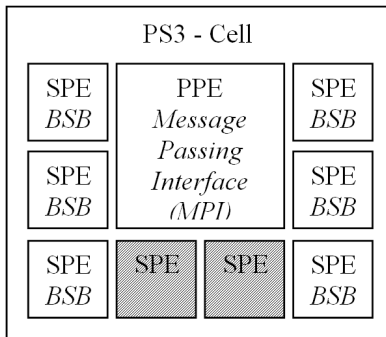 PS3 - Cell
SPE
BSB
PPE
Message
Passing
Interface
(MPI)
SPE
BSB
SPE
BSB
SPE
BSB
SPE
BSB
SPE
SPE
SPE
BSB